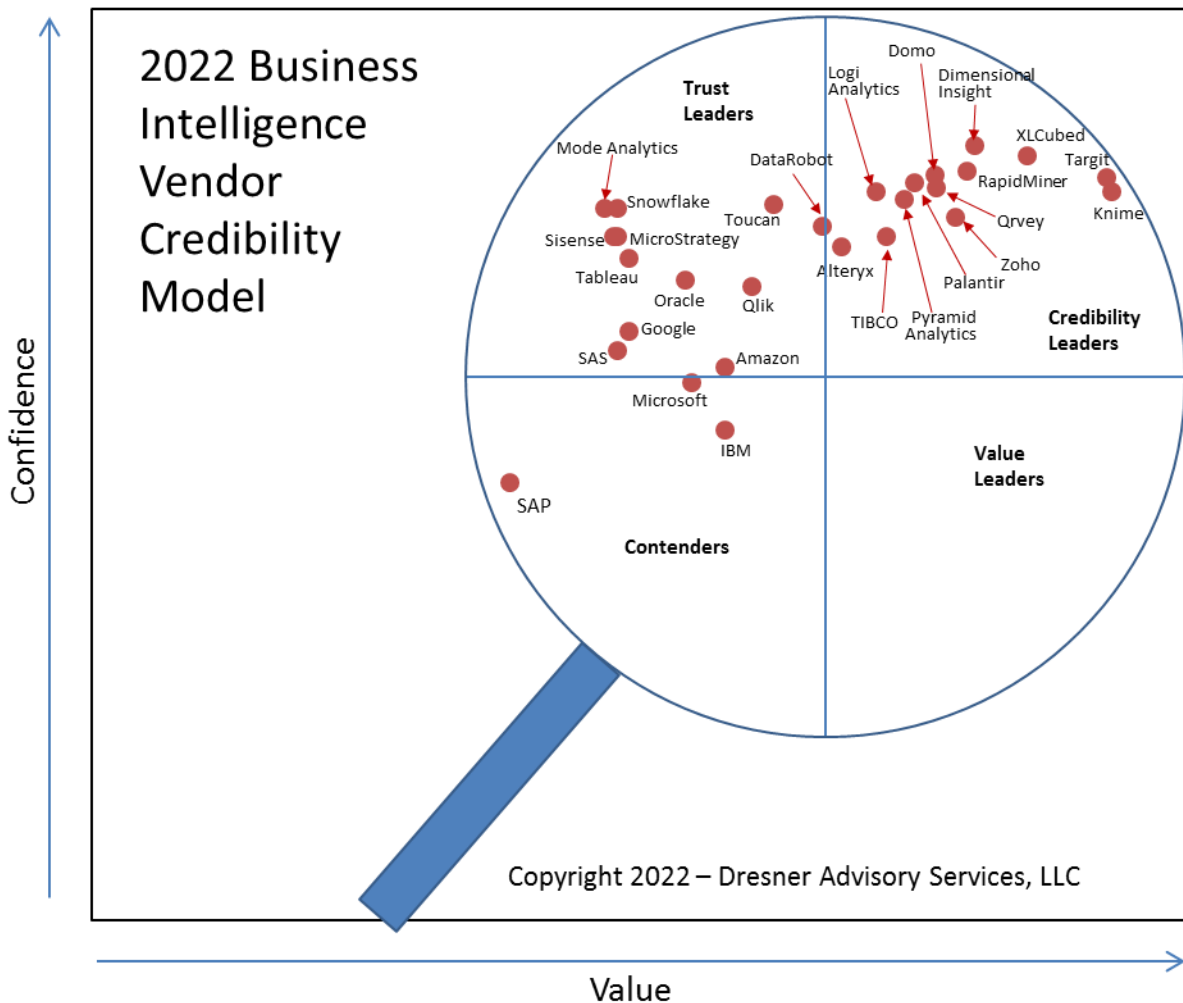 2022 Business
Intelligence
Vendor
Credibility
Model
Confidence
Value
Trust
Leaders
Credibility
Leaders
Contenders
Value
Leaders
Domo
Logi
Analytics
Dimensional
Insight
XLCubed
Targit
Mode Analytics
DataRobot
RapidMiner
Knime
Snowflake
Toucan
Qrvey
Sisense
MicroStrategy
Alteryx
Zoho
Tableau
Palantir
Oracle
Qlik
TIBCO
Pyramid
Analytics
Google
SAS
Amazon
Microsoft
IBM
SAP
Copyright 2022 – Dresner Advisory Services, LLC